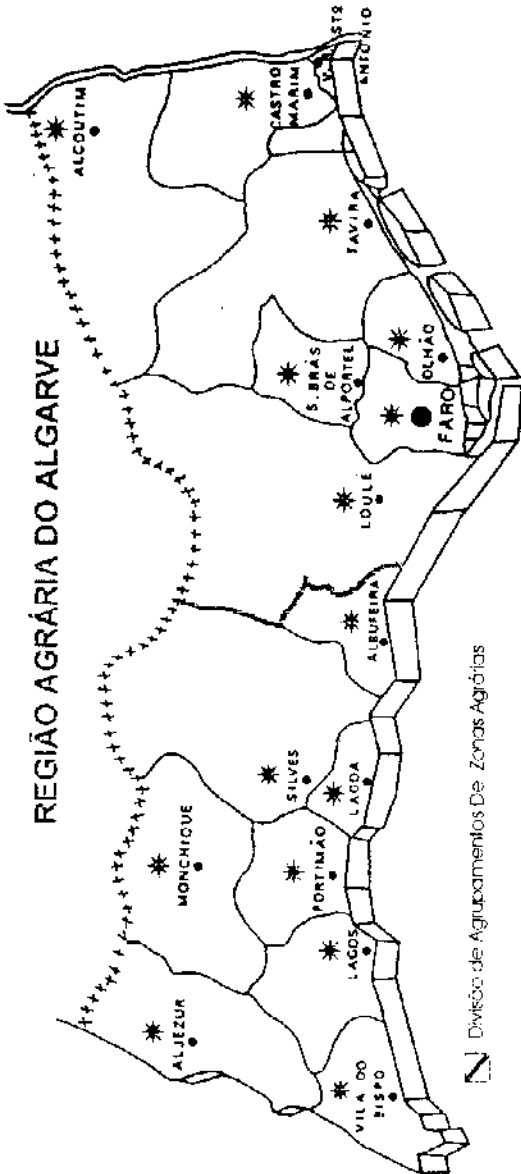 REGIÃO AGRÁRIA DO ALGARVE
ALJEZUR
MONCHIQUE
VILA DO
BISPO
LAGOS
PORTIMÃO
SILVES
LAGOA
ALBUFEIRA
LOULÉ
S. BRÁS
DE
ALPORTEL
FARO
OLHÃO
TAVIRA
ALCOUTIM
CASTRO
MARIM
STº
ANTÓNIO
Divisão de Agrupamentos De Zonas Agrárias